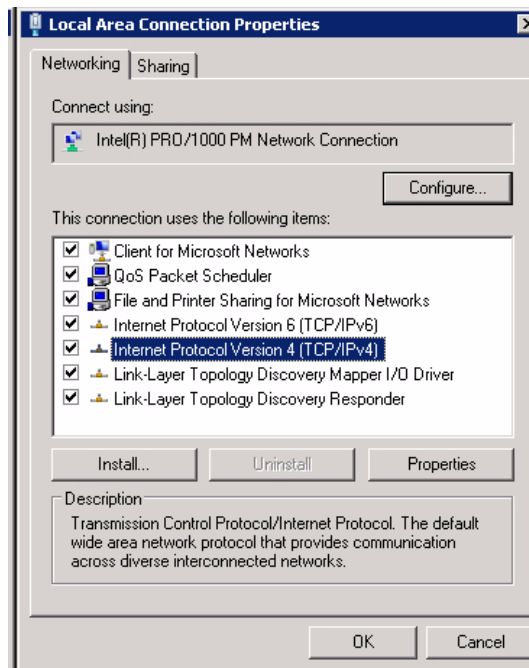 Local Area Connection Properties
Networking
Sharing
Connect using:
Intel(R) PRO/1000 PM Network Connection
Configure...
This connection uses the following items:
Client for Microsoft Networks
QoS Packet Scheduler
File and Printer Sharing for Microsoft Networks
Internet Protocol Version 6 (TCP/IPv6)
Internet Protocol Version 4 (TCP/IPv4)
Link-Layer Topology Discovery Mapper I/O Driver
Link-Layer Topology Discovery Responder
Install...
Uninstall
Properties
Description
Transmission Control Protocol/Internet Protocol. The default
wide area network protocol that provides communication
across diverse interconnected networks.
OK
Cancel